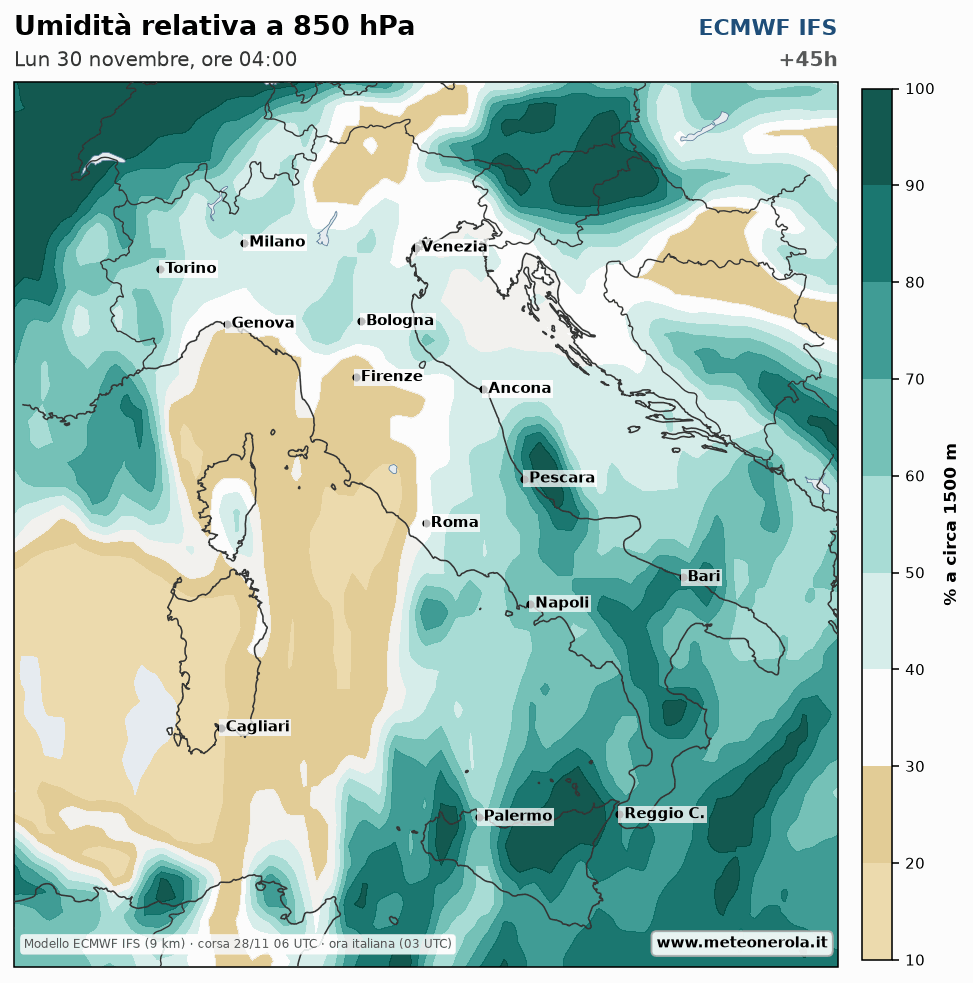 Umidità relativa a 850 hPa
ECMWF IFS
Lun 30 novembre, ore 04:00
+45h
Milano
Venezia
Torino
Bologna
Genova
Firenze
Ancona
Pescara
Roma
Bari
Napoli
Cagliari
Palermo
Reggio C.
100
90
80
70
60
50
40
30
20
10
% a circa 1500 m
Modello ECMWF IFS (9 km) · corsa 28/11 06 UTC · ora italiana (03 UTC)
www.meteonerola.it